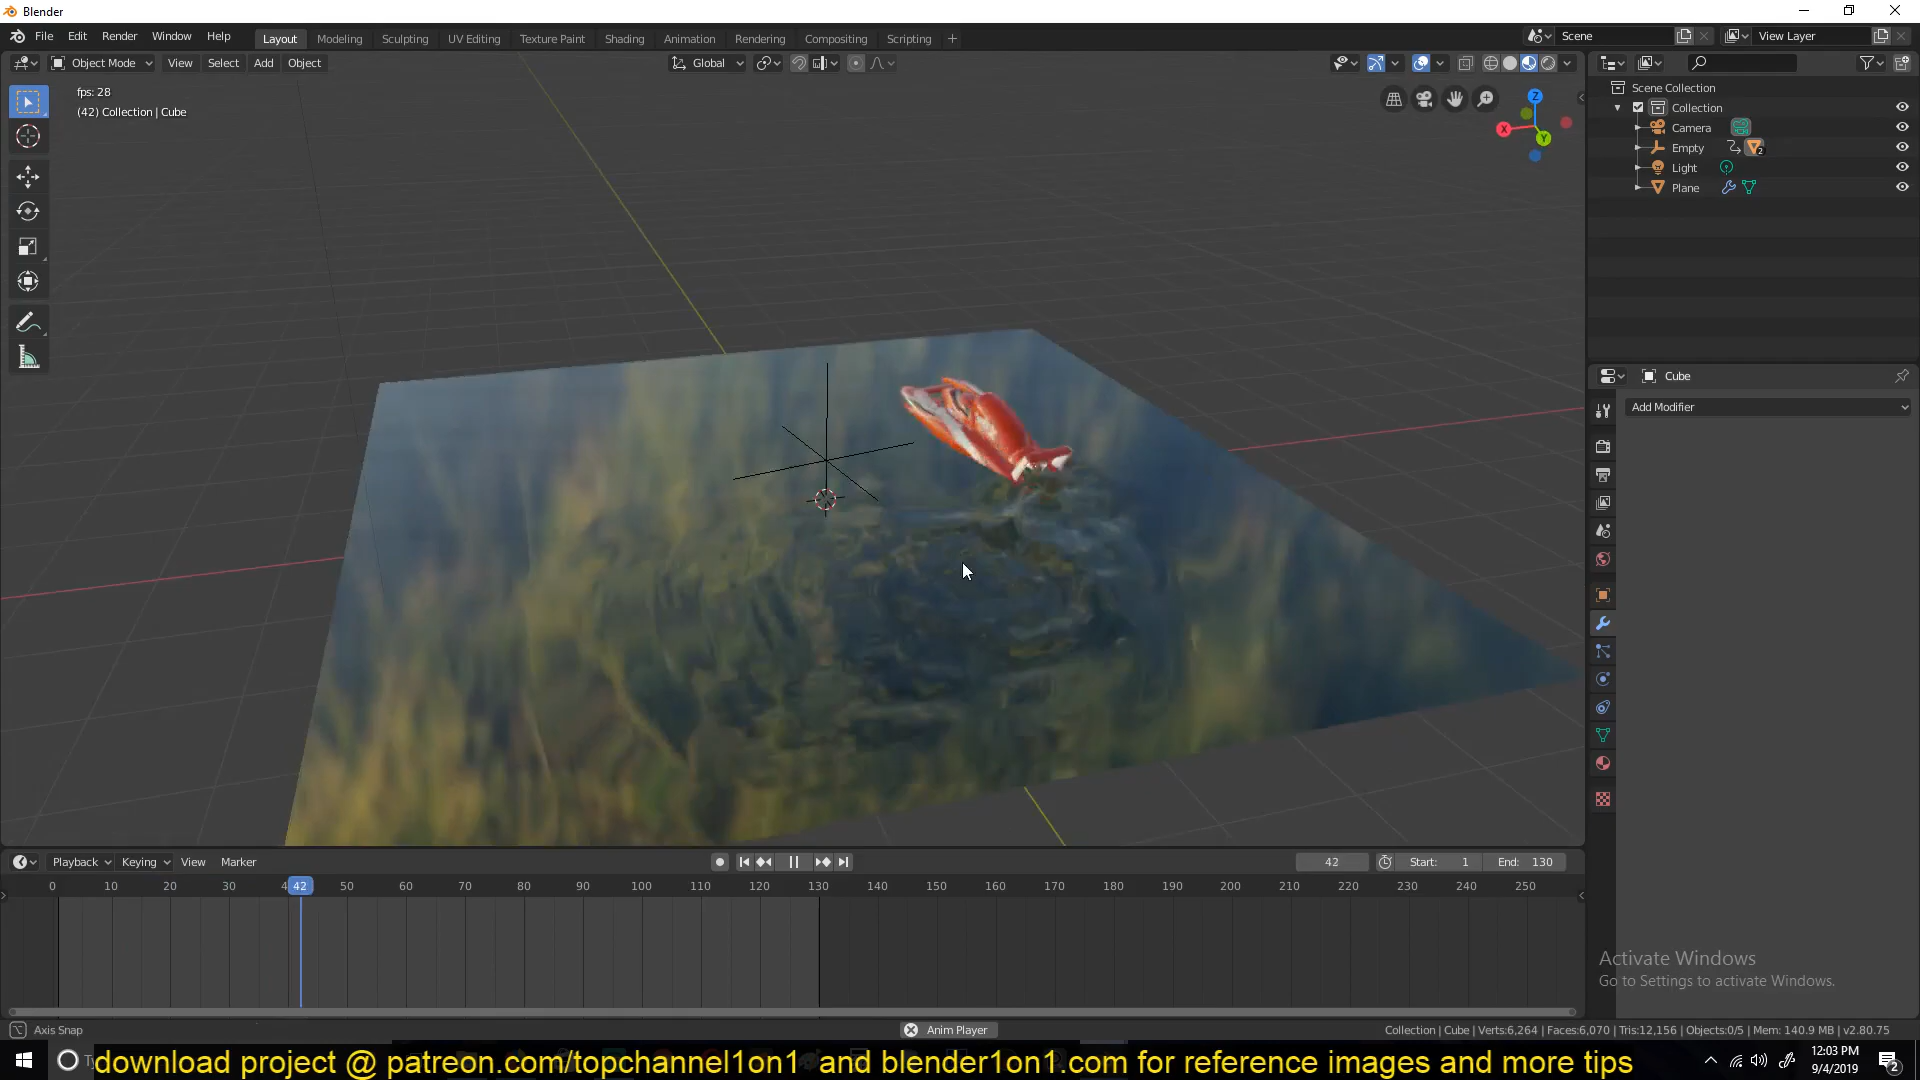 Blender
File Edit Render Window Help
Layout Modeling Sculpting UV Editing Texture Paint Shading Animation Rendering Compositing Scripting +
Scene
View Layer
Object Mode View Select Add Object
Global
fps: 28
(42) Collection | Cube
Z
X
Y
Scene Collection
Collection
Camera
Empty
2
Light
Plane
Cube
Add Modifier
Playback Keying View Marker
42
Start: 1
End: 130
0 10 20 30 4 42 50 60 70 80 90 100 110 120 130 140 150 160 170 180 190 200 210 220 230 240 250
Activate Windows
Go to Settings to activate Windows.
Axis Snap
Anim Player
Collection | Cube | Verts:6,264 | Faces:6,070 | Tris:12,156 | Objects:0/5 | Mem: 140.9 MB | v2.80.75
download project @ patreon.com/topchannel1on1 and blender1on1.com for reference images and more tips
12:03 PM
9/4/2019
2